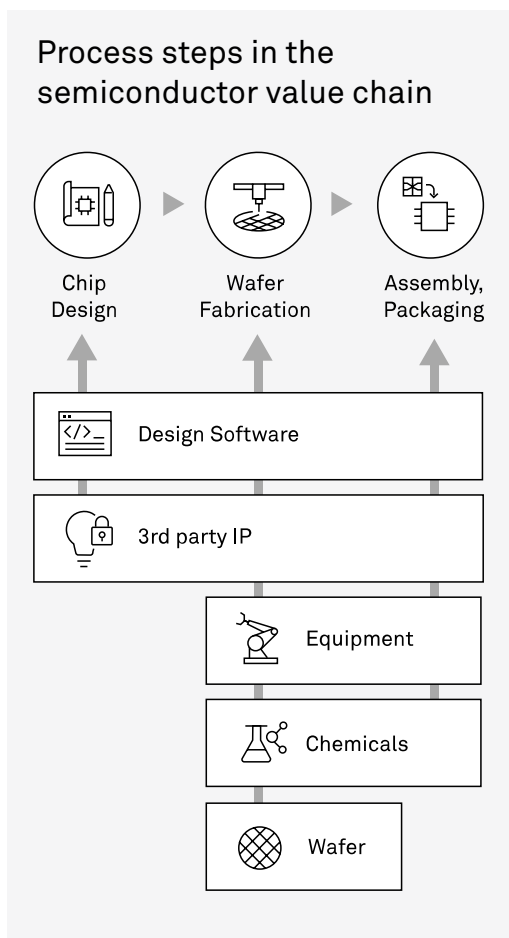 Process steps in the
semiconductor value chain
Chip
Design
Wafer
Fabrication
Assembly,
Packaging
</>_
Design Software
3rd party IP
Equipment
Chemicals
Wafer